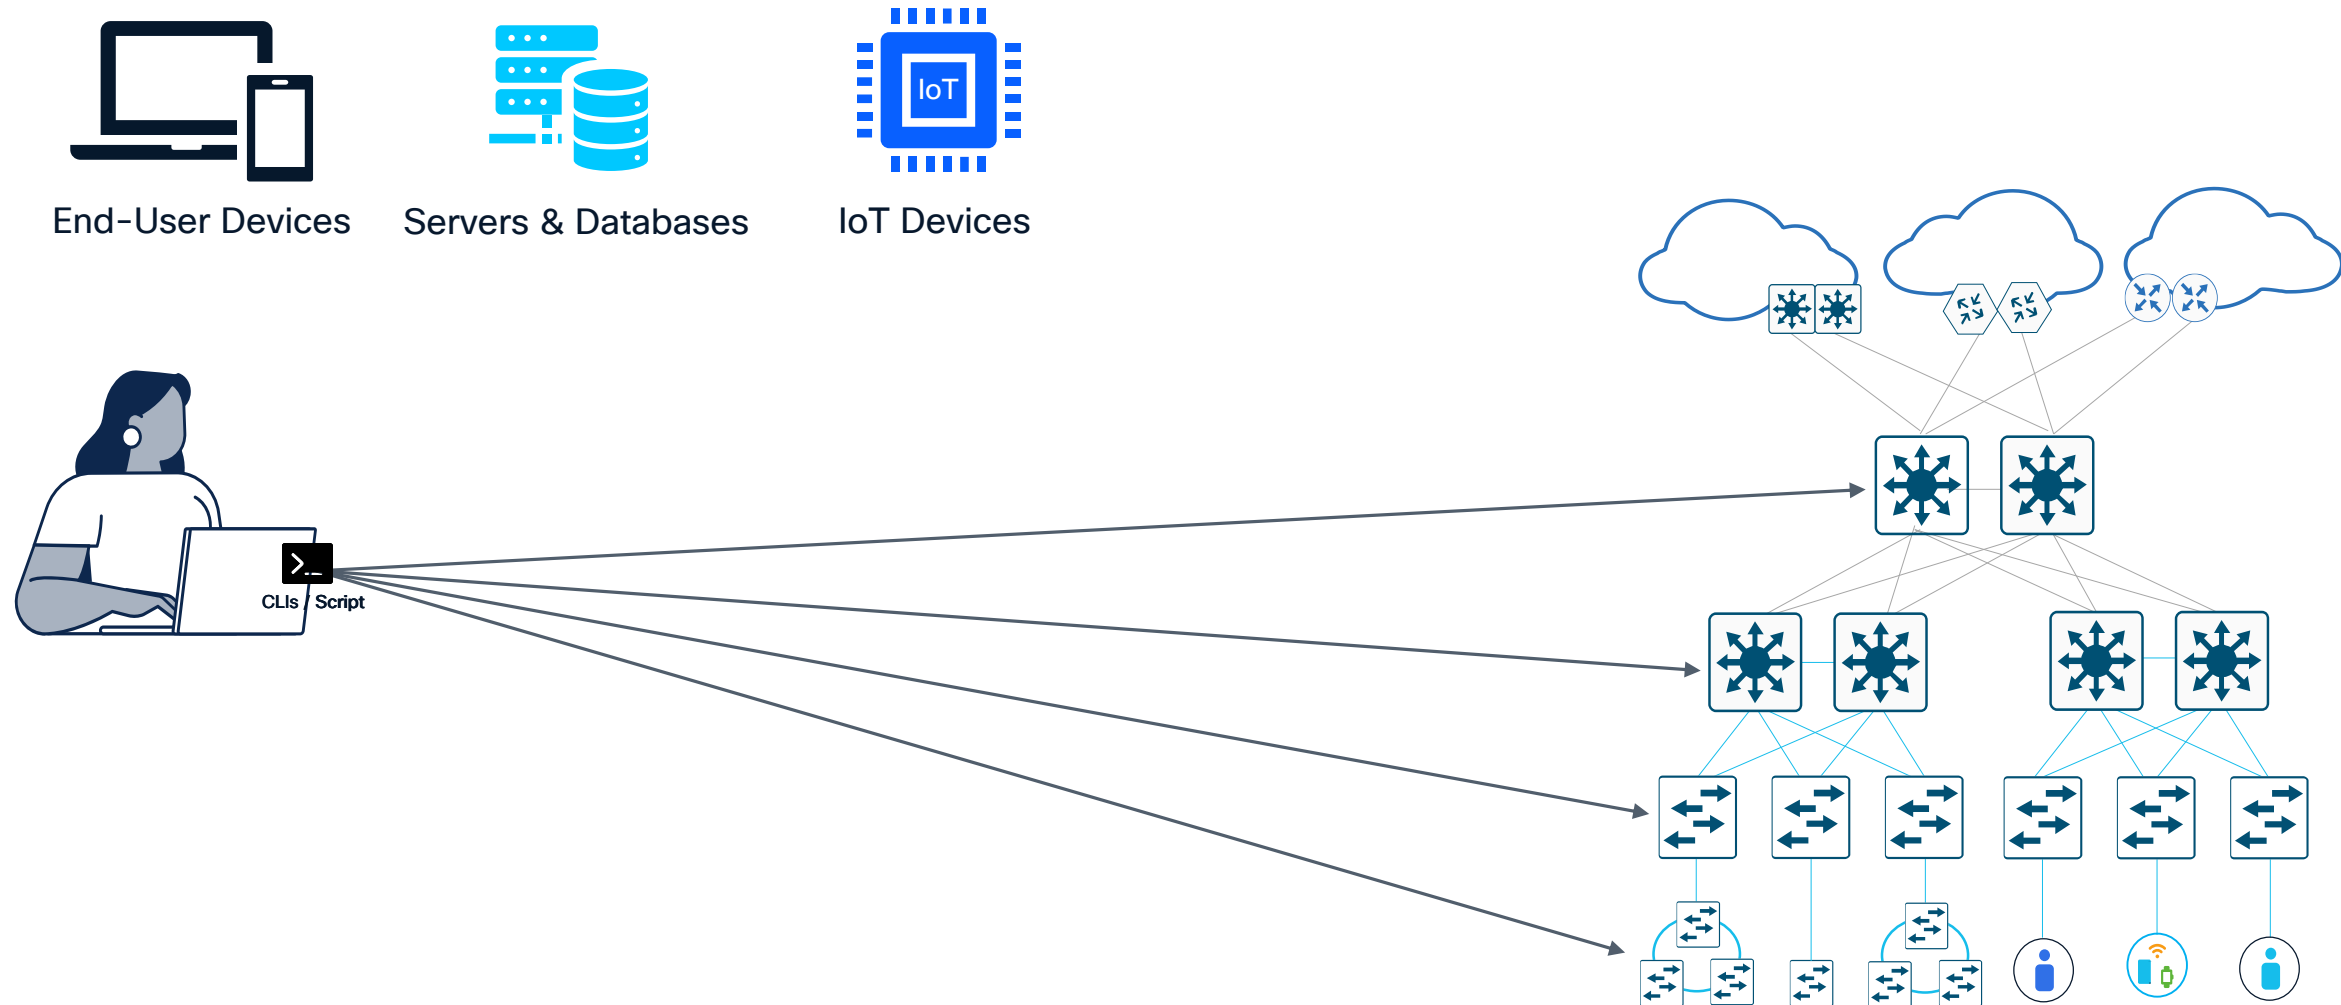 IoT
End-User Devices
Servers & Databases
IoT Devices
CLIs / Script